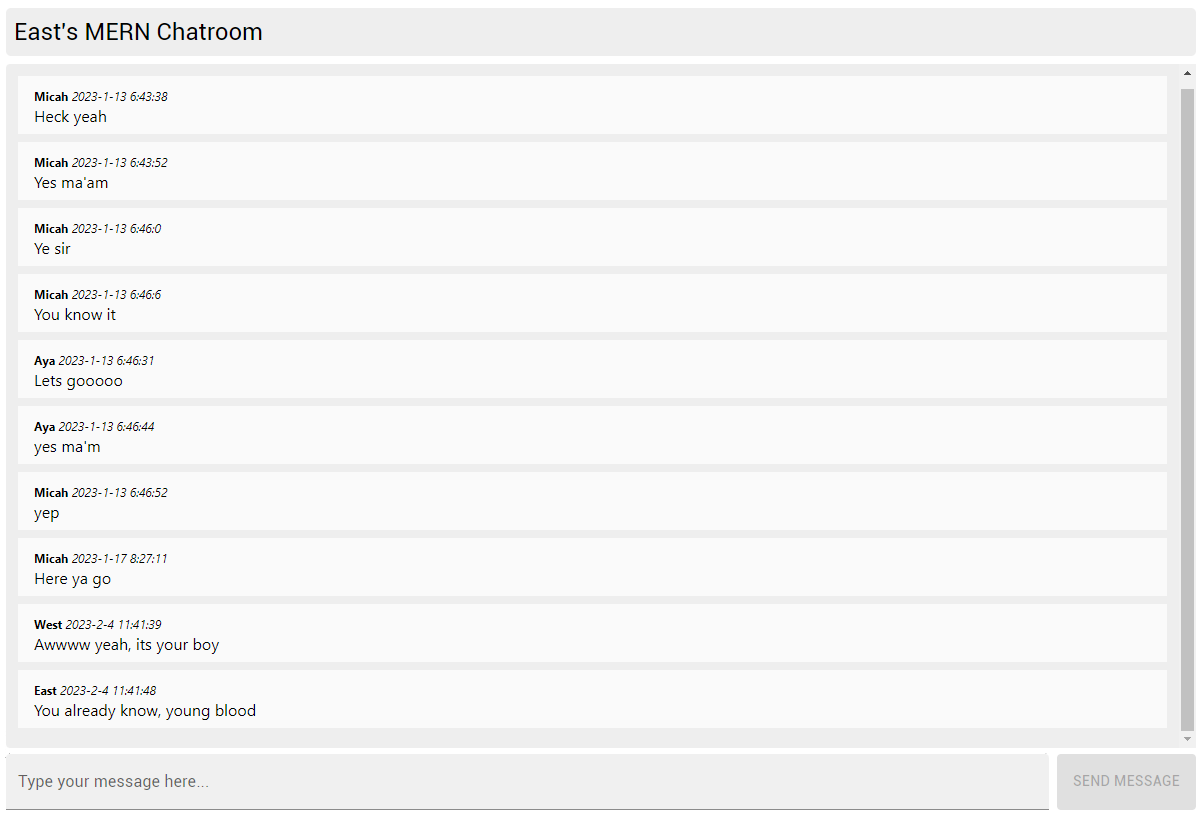 East's MERN Chatroom
Micah 2023-1-13 6:43:38
Heck yeah
Micah 2023-1-13 6:43:52
Yes ma'am
Micah 2023-1-13 6:46:0
Ye sir
Micah 2023-1-13 6:46:6
You know it
Aya 2023-1-13 6:46:31
Lets gooooo
Aya 2023-1-13 6:46:44
yes ma'm
Micah 2023-1-13 6:46:52
yep
Micah 2023-1-17 8:27:11
Here ya go
West 2023-2-4 11:41:39
Awwww yeah, its your boy
East 2023-2-4 11:41:48
You already know, young blood
Type your message here...
SEND MESSAGE